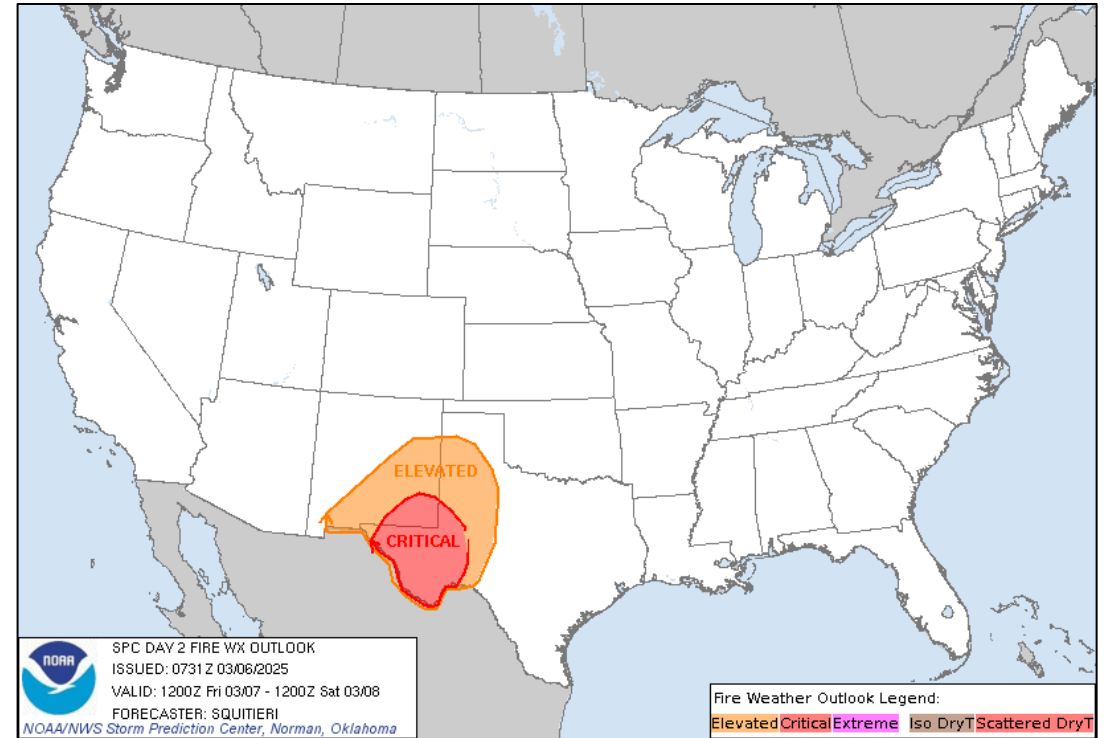 ELEVATED
CRITICAL
NOAA
SPC DAY 2 FIRE WX OUTLOOK
ISSUED: 0731Z 03/06/2025
VALID: 1200Z Fri 03/07 - 1200Z Sat 03/08
FORECASTER: SQUITIERI
NOAA/NWS Storm Prediction Center, Norman, Oklahoma
Fire Weather Outlook Legend:
Elevated Critical Extreme Iso DryT Scattered DryT